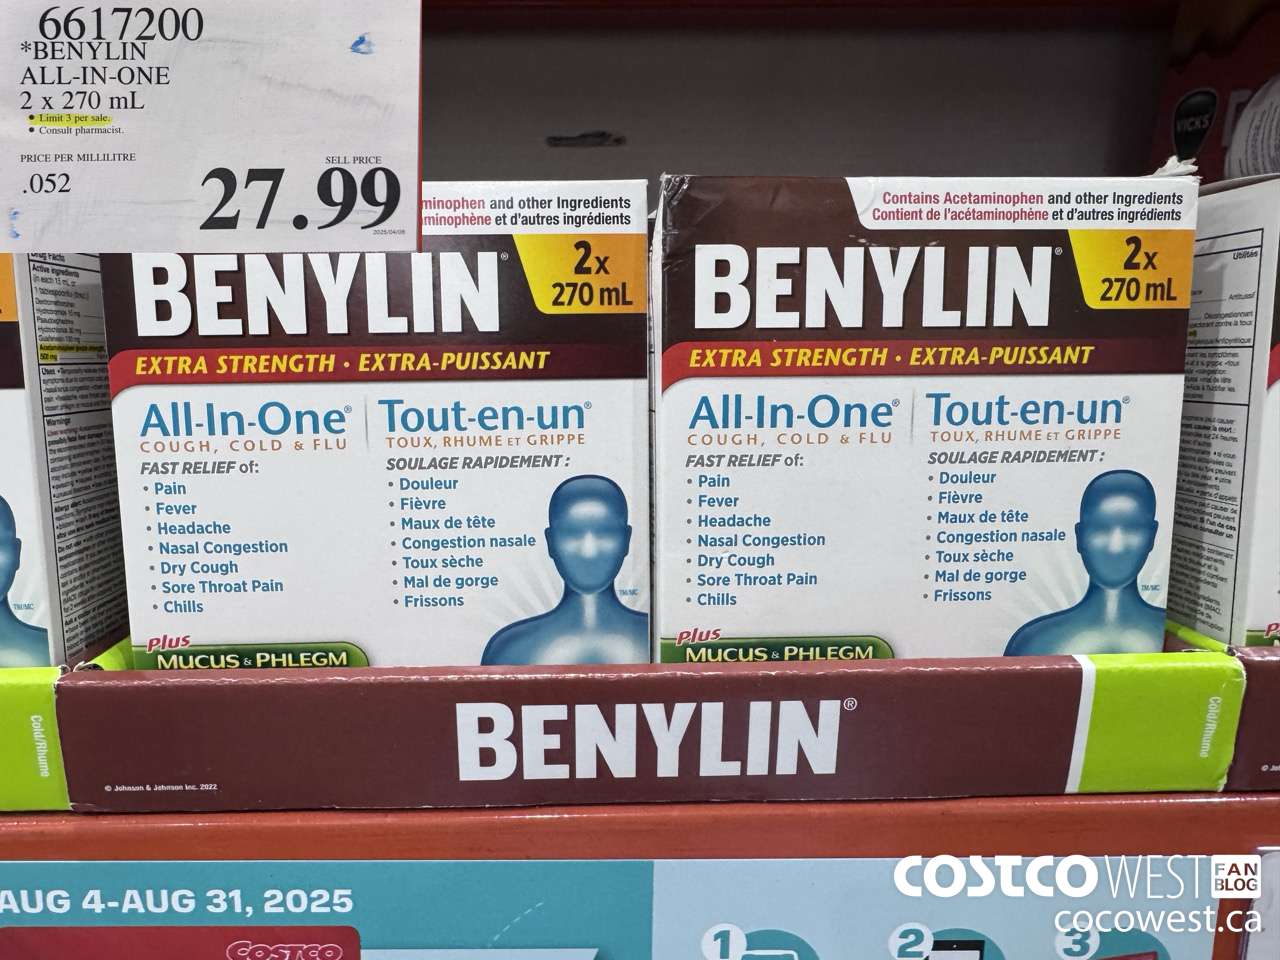 6617200
*BENYLIN
ALL-IN-ONE
2 x 270 mL
• Limit 3 per sale.
• Consult pharmacist.
PRICE PER MILLILITRE
.052
SELL PRICE
27.99
VICKS
minophen and other Ingredients
minophène et d'autres ingrédients
BENYLIN®
2x
270 mL
EXTRA STRENGTH • EXTRA-PUISSANT
All-In-One®
COUGH, COLD & FLU
FAST RELIEF of:
• Pain
• Fever
• Headache
• Nasal Congestion
• Dry Cough
• Sore Throat Pain
• Chills
Tout-en-un®
TOUX, RHUME ET GRIPPE
SOULAGE RAPIDEMENT :
• Douleur
• Fièvre
• Maux de tête
• Congestion nasale
• Toux sèche
• Mal de gorge
• Frissons
TM/MC
Plus
MUCUS & PHLEGM
Contains Acetaminophen and other Ingredients
Contient de l'acétaminophène et d'autres ingrédients
BENYLIN®
2x
270 mL
EXTRA STRENGTH • EXTRA-PUISSANT
All-In-One®
COUGH, COLD & FLU
FAST RELIEF of:
• Pain
• Fever
• Headache
• Nasal Congestion
• Dry Cough
• Sore Throat Pain
• Chills
Tout-en-un®
TOUX, RHUME ET GRIPPE
SOULAGE RAPIDEMENT :
• Douleur
• Fièvre
• Maux de tête
• Congestion nasale
• Toux sèche
• Mal de gorge
• Frissons
TM/MC
Plus
MUCUS & PHLEGM
Cold/Rhume
BENYLIN®
© Johnson & Johnson Inc. 2022
Cold/Rhume
AUG 4-AUG 31, 2025
COSTCO
1
2
3
COSTCO WEST FAN BLOG
cocowest.ca